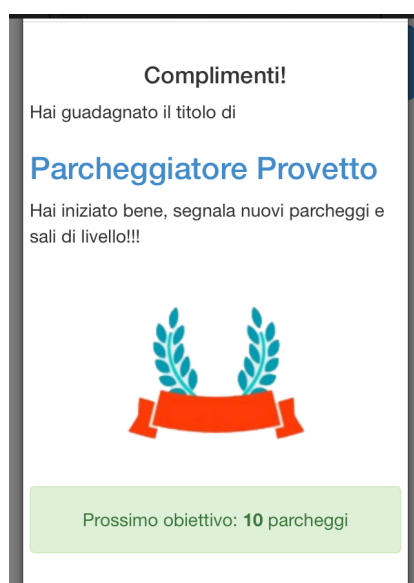 Complimenti!
Hai guadagnato il titolo di
Parcheggiatore Provetto
Hai iniziato bene, segnala nuovi parcheggi e
sali di livello!!!
Prossimo obiettivo: 10 parcheggi